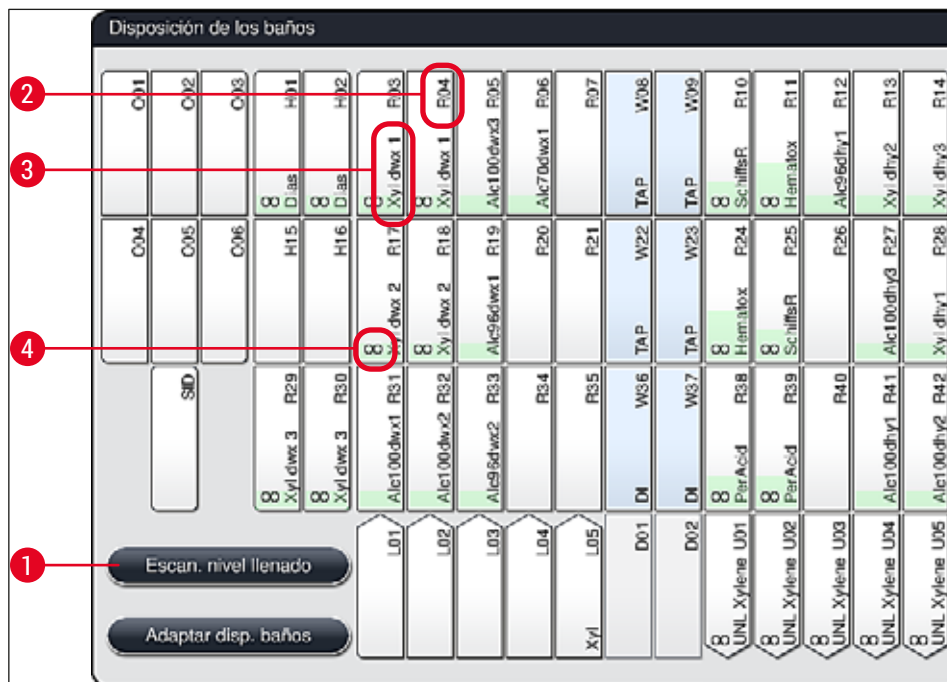 Disposición de los baños
O01
O02
O03
∞
Dias H01
∞
Dias H02
∞
Xyl dwx 1 R03
∞
Xyl dwx 1 R04
Alc100dwx3 R05
Alc70dwx1 R06
R07
TAP W08
TAP W09
∞
SchiffsR R10
∞
Hematox R11
Alc96dhy1 R12
Xyl dhy2 R13
Xyl dhy3 R14
O04
O05
O06
H15
H16
∞
Xyl dwx 2 R17
∞
Xyl dwx 2 R18
Alc96dwx1 R19
R20
R21
TAP W22
TAP W23
∞
Hematox R24
∞
SchiffsR R25
R26
Alc100dhy3 R27
Xyl dhy1 R28
SID
∞
Xyl dwx 3 R29
∞
Xyl dwx 3 R30
Alc100dwx1 R31
Alc100dwx2 R32
Alc96dwx2 R33
R34
R35
DI W36
DI W37
∞
PerAcid R38
∞
PerAcid R39
R40
Alc100dhy1 R41
Alc100dhy2 R42
L01
L02
L03
L04
Xyl L05
D01
D02
∞
UNL Xylene U01
∞
UNL Xylene U02
∞
UNL Xylene U03
∞
UNL Xylene U04
∞
UNL Xylene U05
Escan. nivel llenado
Adaptar disp. baños
2
3
4
1